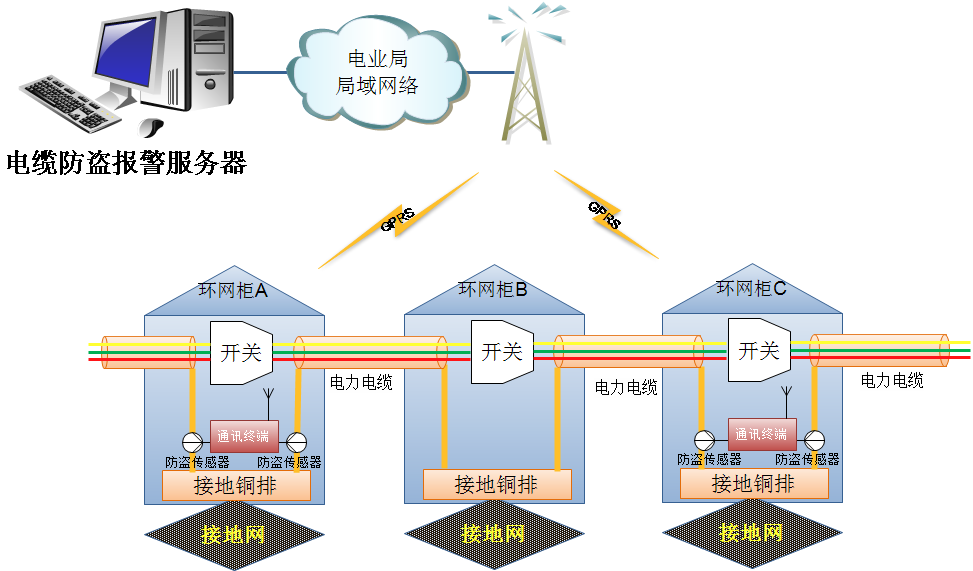 电业局
局域网络
电缆防盗报警服务器
GPRS
GPRS
环网柜A
环网柜B
环网柜C
开关
开关
开关
电力电缆
电力电缆
电力电缆
通讯终端
通讯终端
防盗传感器
防盗传感器
防盗传感器
防盗传感器
接地铜排
接地铜排
接地铜排
接地网
接地网
接地网